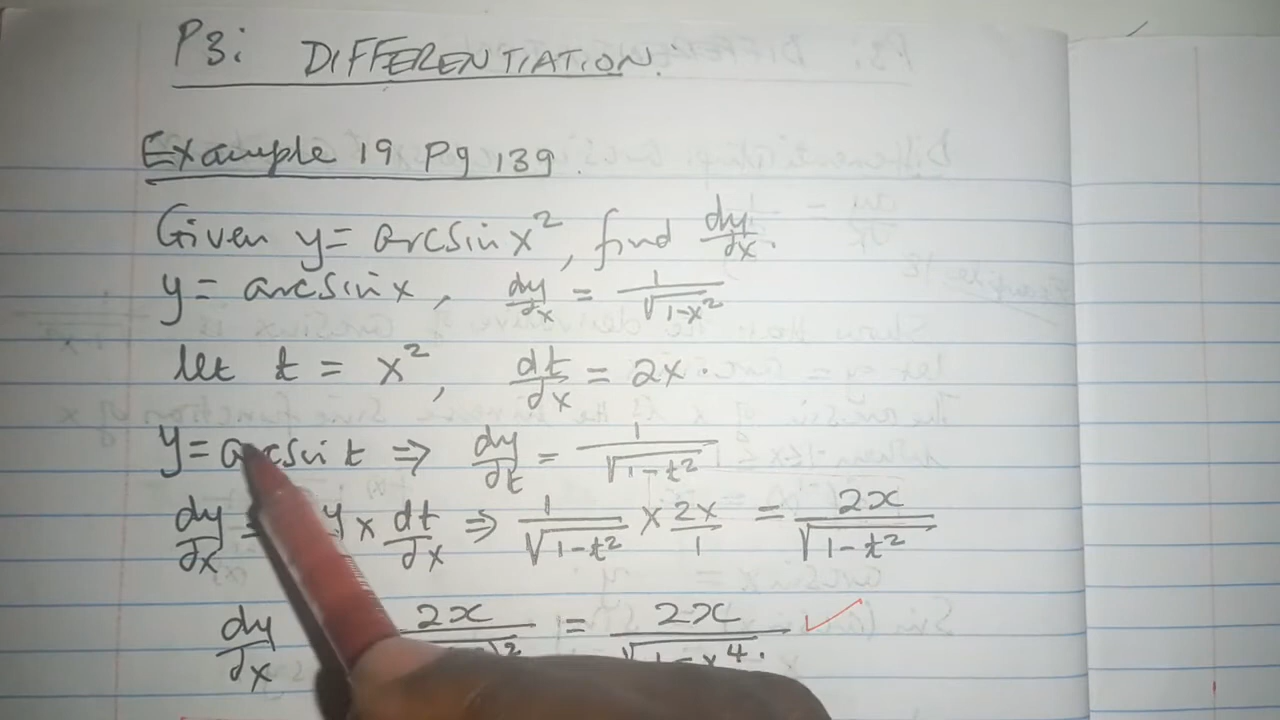 P3: DIFFERENTIATION.
Example 19 Pg 139.
Given y = arcsin x², find dy/dx.
y = arcsin x, dy/dx = 1/√(1-x²)
let t = x², dt/dx = 2x.
y = arcsin t ⇒ dy/dt = 1/√(1-t²)
dy/dx = y × dt/dx ⇒ 1/√(1-t²) × 2x/1 = 2x/√(1-t²)
dy/dx 2x/ )² = 2x/√(1-x⁴). ✓